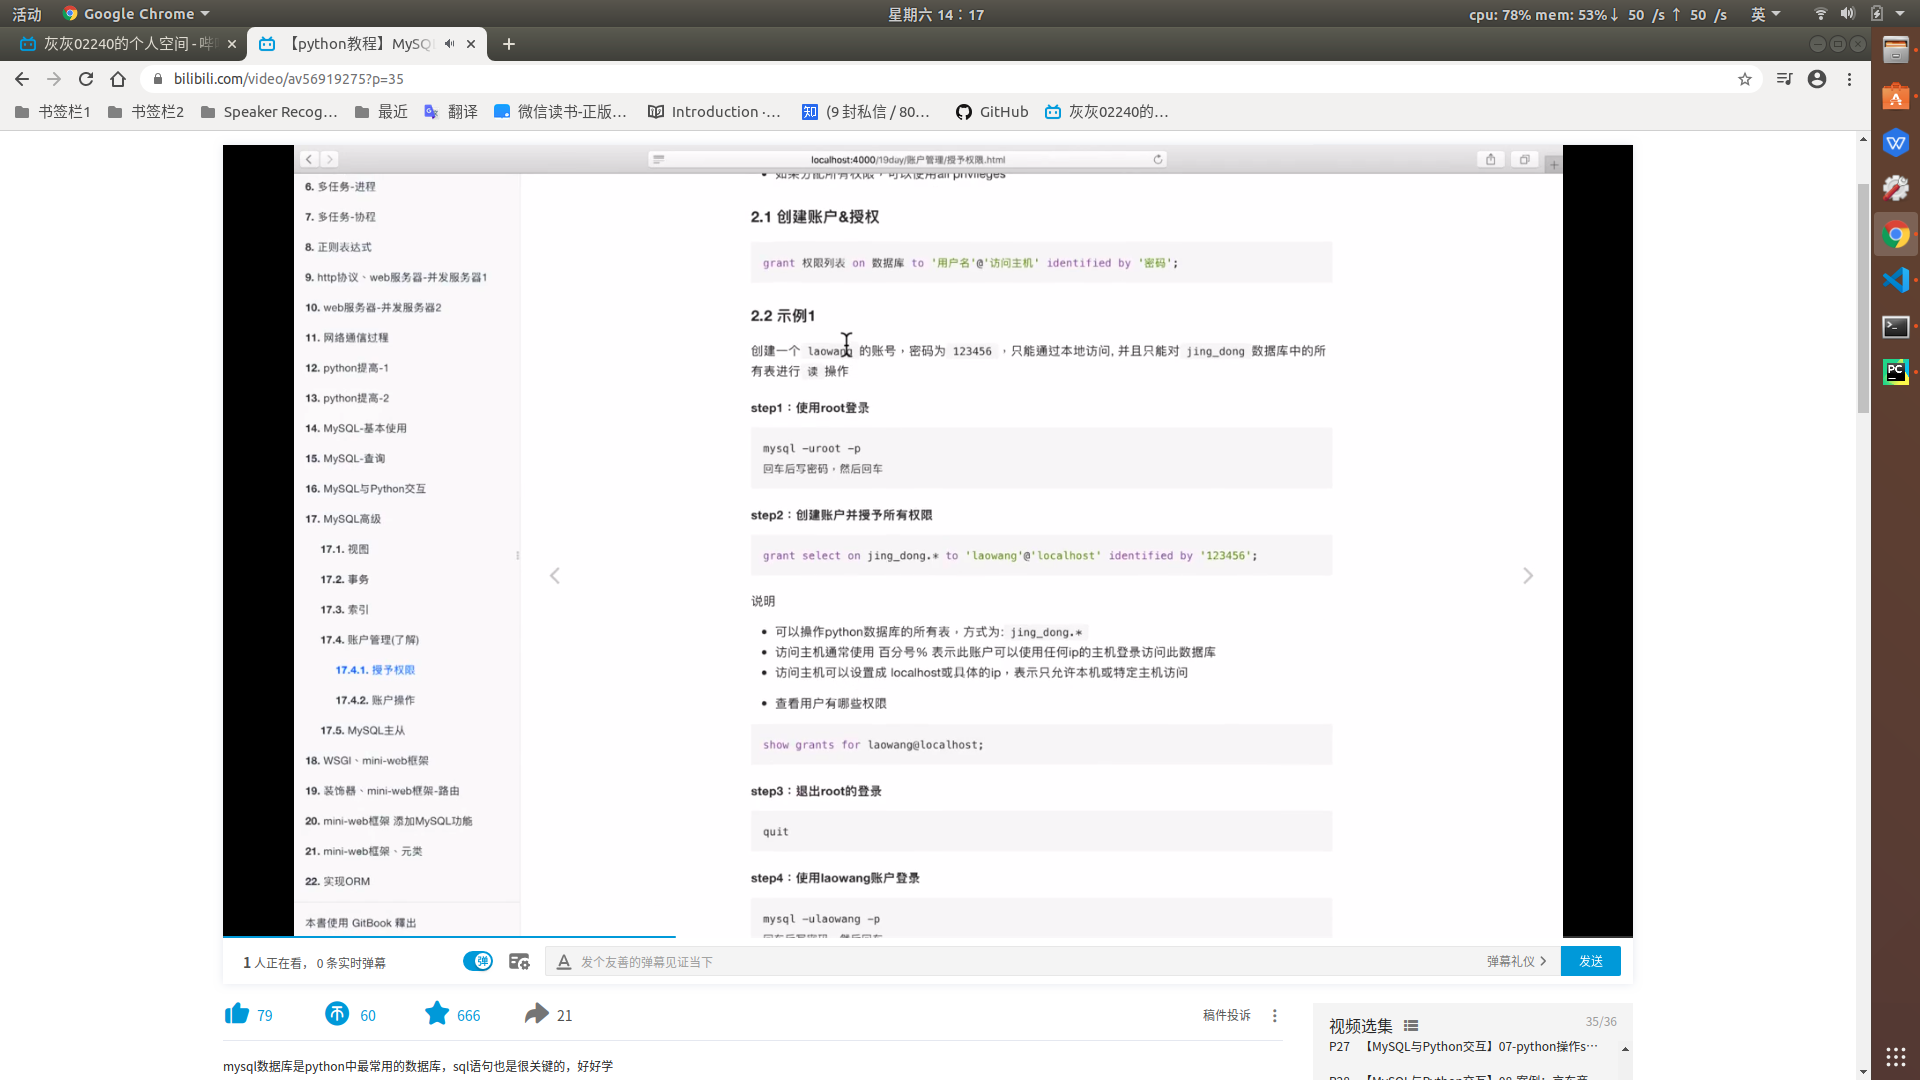 活动
Google Chrome
星期六 14：17
cpu: 78% mem: 53%↓ 50 /s ↑ 50 /s
英
灰灰02240的个人空间 - 哔
【python教程】MySQ
bilibili.com/video/av56919275?p=35
书签栏1
书签栏2
Speaker Recog…
最近
翻译
微信读书-正版…
Introduction ·…
知
(9 封私信 / 80…
GitHub
灰灰02240的…
localhost:4000/19day/账户管理/授予权限.html
6. 多任务-进程
7. 多任务-协程
8. 正则表达式
9. http协议、web服务器-并发服务器1
10. web服务器-并发服务器2
11. 网络通信过程
12. python提高-1
13. python提高-2
14. MySQL-基本使用
15. MySQL-查询
16. MySQL与Python交互
17. MySQL高级
17.1. 视图
17.2. 事务
17.3. 索引
17.4. 账户管理(了解)
17.4.1. 授予权限
17.4.2. 账户操作
17.5. MySQL主从
18. WSGI、mini-web框架
19. 装饰器、mini-web框架-路由
20. mini-web框架 添加MySQL功能
21. mini-web框架、元类
22. 实现ORM
本書使用 GitBook 釋出
如果分配所有权限，可以使用all privileges
2.1 创建账户&授权
grant 权限列表 on 数据库 to '用户名'@'访问主机' identified by '密码';
2.2 示例1
创建一个 laowang 的账号，密码为 123456 ，只能通过本地访问, 并且只能对 jing_dong 数据库中的所
有表进行 读 操作
step1：使用root登录
mysql -uroot -p
回车后写密码，然后回车
step2：创建账户并授予所有权限
grant select on jing_dong.* to 'laowang'@'localhost' identified by '123456';
说明
可以操作python数据库的所有表，方式为: jing_dong.*
访问主机通常使用 百分号% 表示此账户可以使用任何ip的主机登录访问此数据库
访问主机可以设置成 localhost或具体的ip，表示只允许本机或特定主机访问
查看用户有哪些权限
show grants for laowang@localhost;
step3：退出root的登录
quit
step4：使用laowang账户登录
mysql -ulaowang -p
回车后写密码，然后回车
1 人正在看， 0 条实时弹幕
弹
发个友善的弹幕见证当下
弹幕礼仪
发送
79
60
666
21
稿件投诉
视频选集
35/36
P27 【MySQL与Python交互】07-python操作s…
mysql数据库是python中最常用的数据库，sql语句也是很关键的，好好学
PC